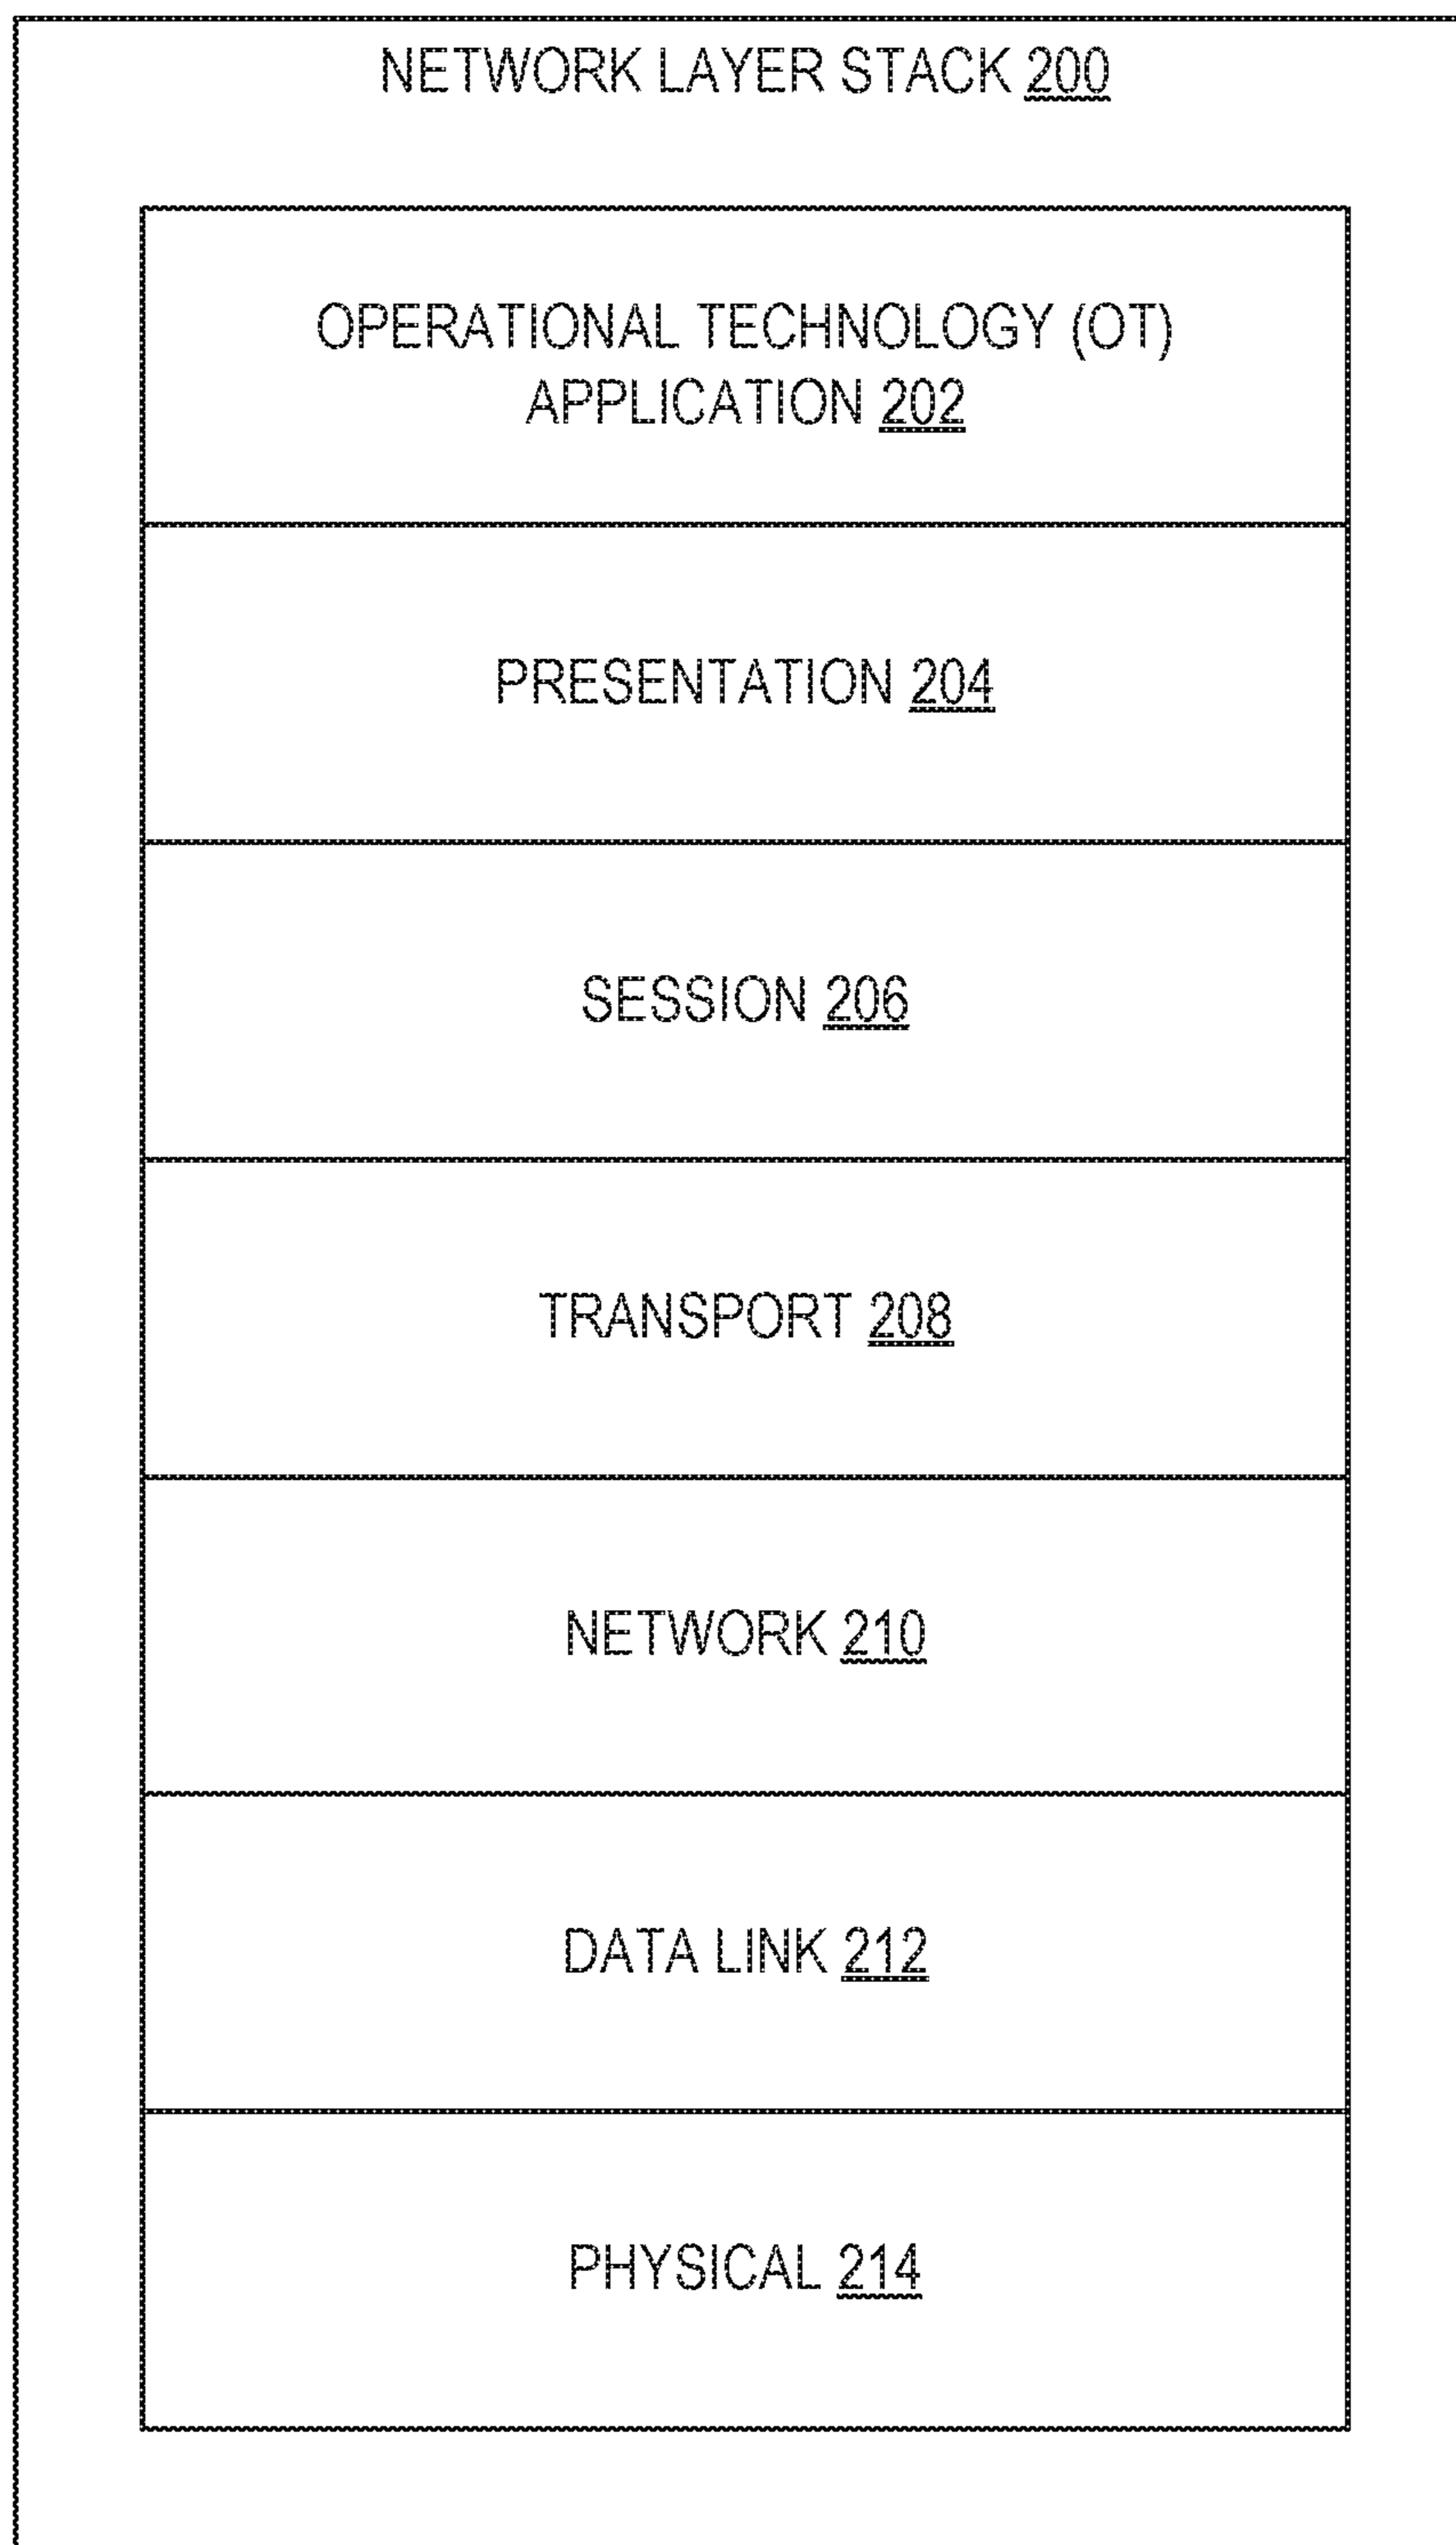 NETWORK LAYER STACK 200
OPERATIONAL TECHNOLOGY (OT)
APPLICATION 202
PRESENTATION 204
SESSION 206
TRANSPORT 208
NETWORK 210
DATA LINK 212
PHYSICAL 214